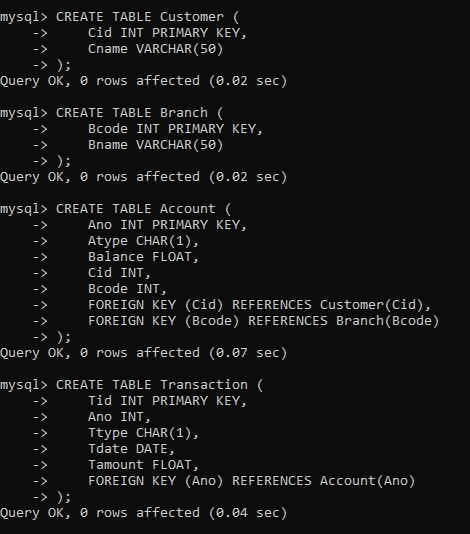 mysql> CREATE TABLE Customer (
    ->     Cid INT PRIMARY KEY,
    ->     Cname VARCHAR(50)
    -> );
Query OK, 0 rows affected (0.02 sec)

mysql> CREATE TABLE Branch (
    ->     Bcode INT PRIMARY KEY,
    ->     Bname VARCHAR(50)
    -> );
Query OK, 0 rows affected (0.02 sec)

mysql> CREATE TABLE Account (
    ->     Ano INT PRIMARY KEY,
    ->     Atype CHAR(1),
    ->     Balance FLOAT,
    ->     Cid INT,
    ->     Bcode INT,
    ->     FOREIGN KEY (Cid) REFERENCES Customer(Cid),
    ->     FOREIGN KEY (Bcode) REFERENCES Branch(Bcode)
    -> );
Query OK, 0 rows affected (0.07 sec)

mysql> CREATE TABLE Transaction (
    ->     Tid INT PRIMARY KEY,
    ->     Ano INT,
    ->     Ttype CHAR(1),
    ->     Tdate DATE,
    ->     Tamount FLOAT,
    ->     FOREIGN KEY (Ano) REFERENCES Account(Ano)
    -> );
Query OK, 0 rows affected (0.04 sec)